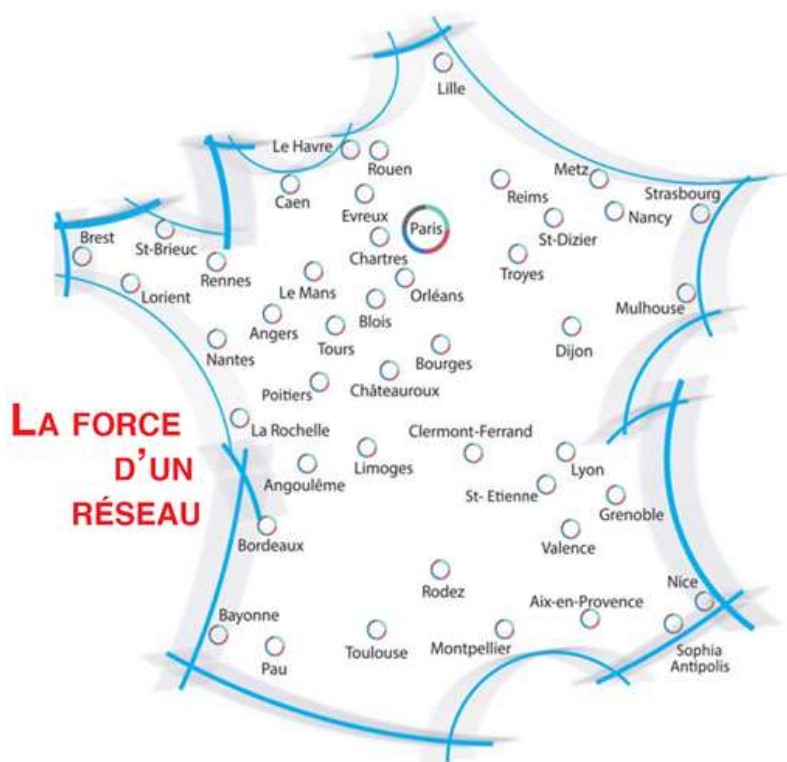 Lille
Le Havre
Rouen
Metz
Caen
Evreux
Reims
Strasbourg
Paris
Nancy
St-Dizier
Brest
St-Brieuc
Chartres
Rennes
Troyes
Lorient
Le Mans
Orléans
Mulhouse
Blois
Angers
Tours
Nantes
Bourges
Dijon
Poitiers
Châteauroux
LA FORCE
D'UN
RÉSEAU
La Rochelle
Clermont-Ferrand
Limoges
Lyon
Angoulême
St- Etienne
Grenoble
Bordeaux
Valence
Rodez
Nice
Aix-en-Provence
Bayonne
Toulouse
Montpellier
Sophia
Antipolis
Pau